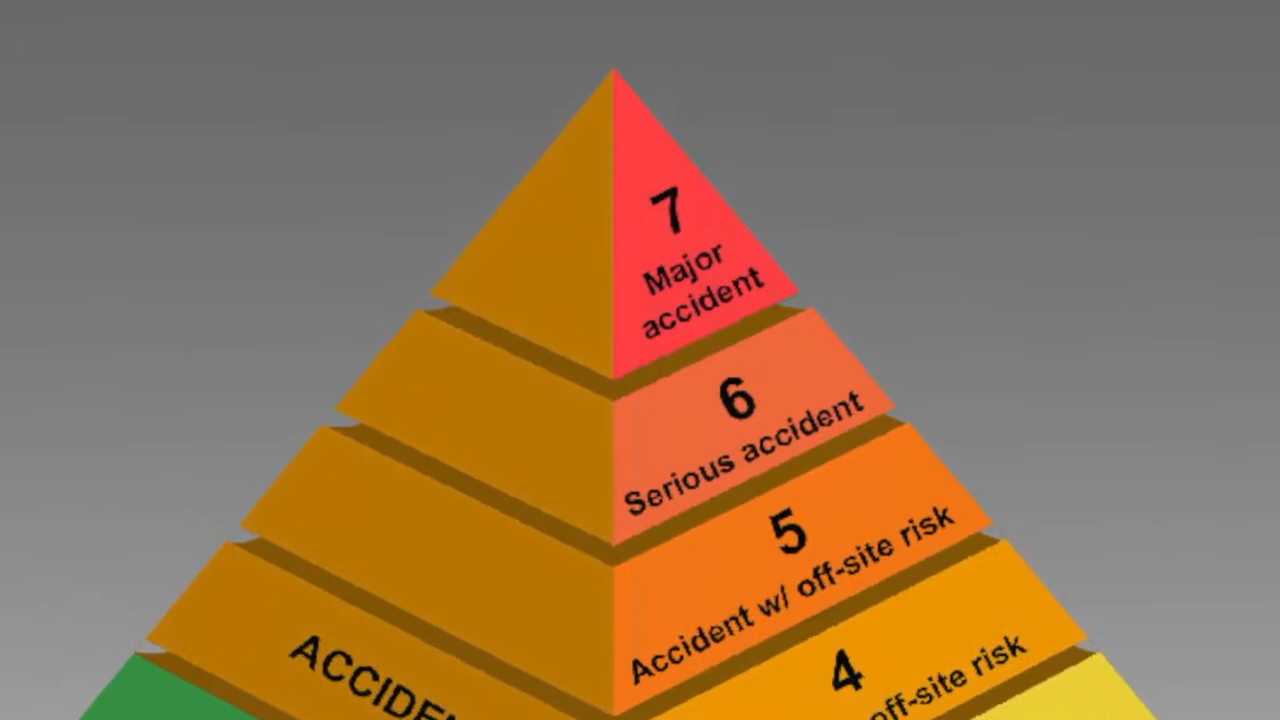 7
Major
accident
6
Serious accident
5
Accident w/ off-site risk
4
off-site risk